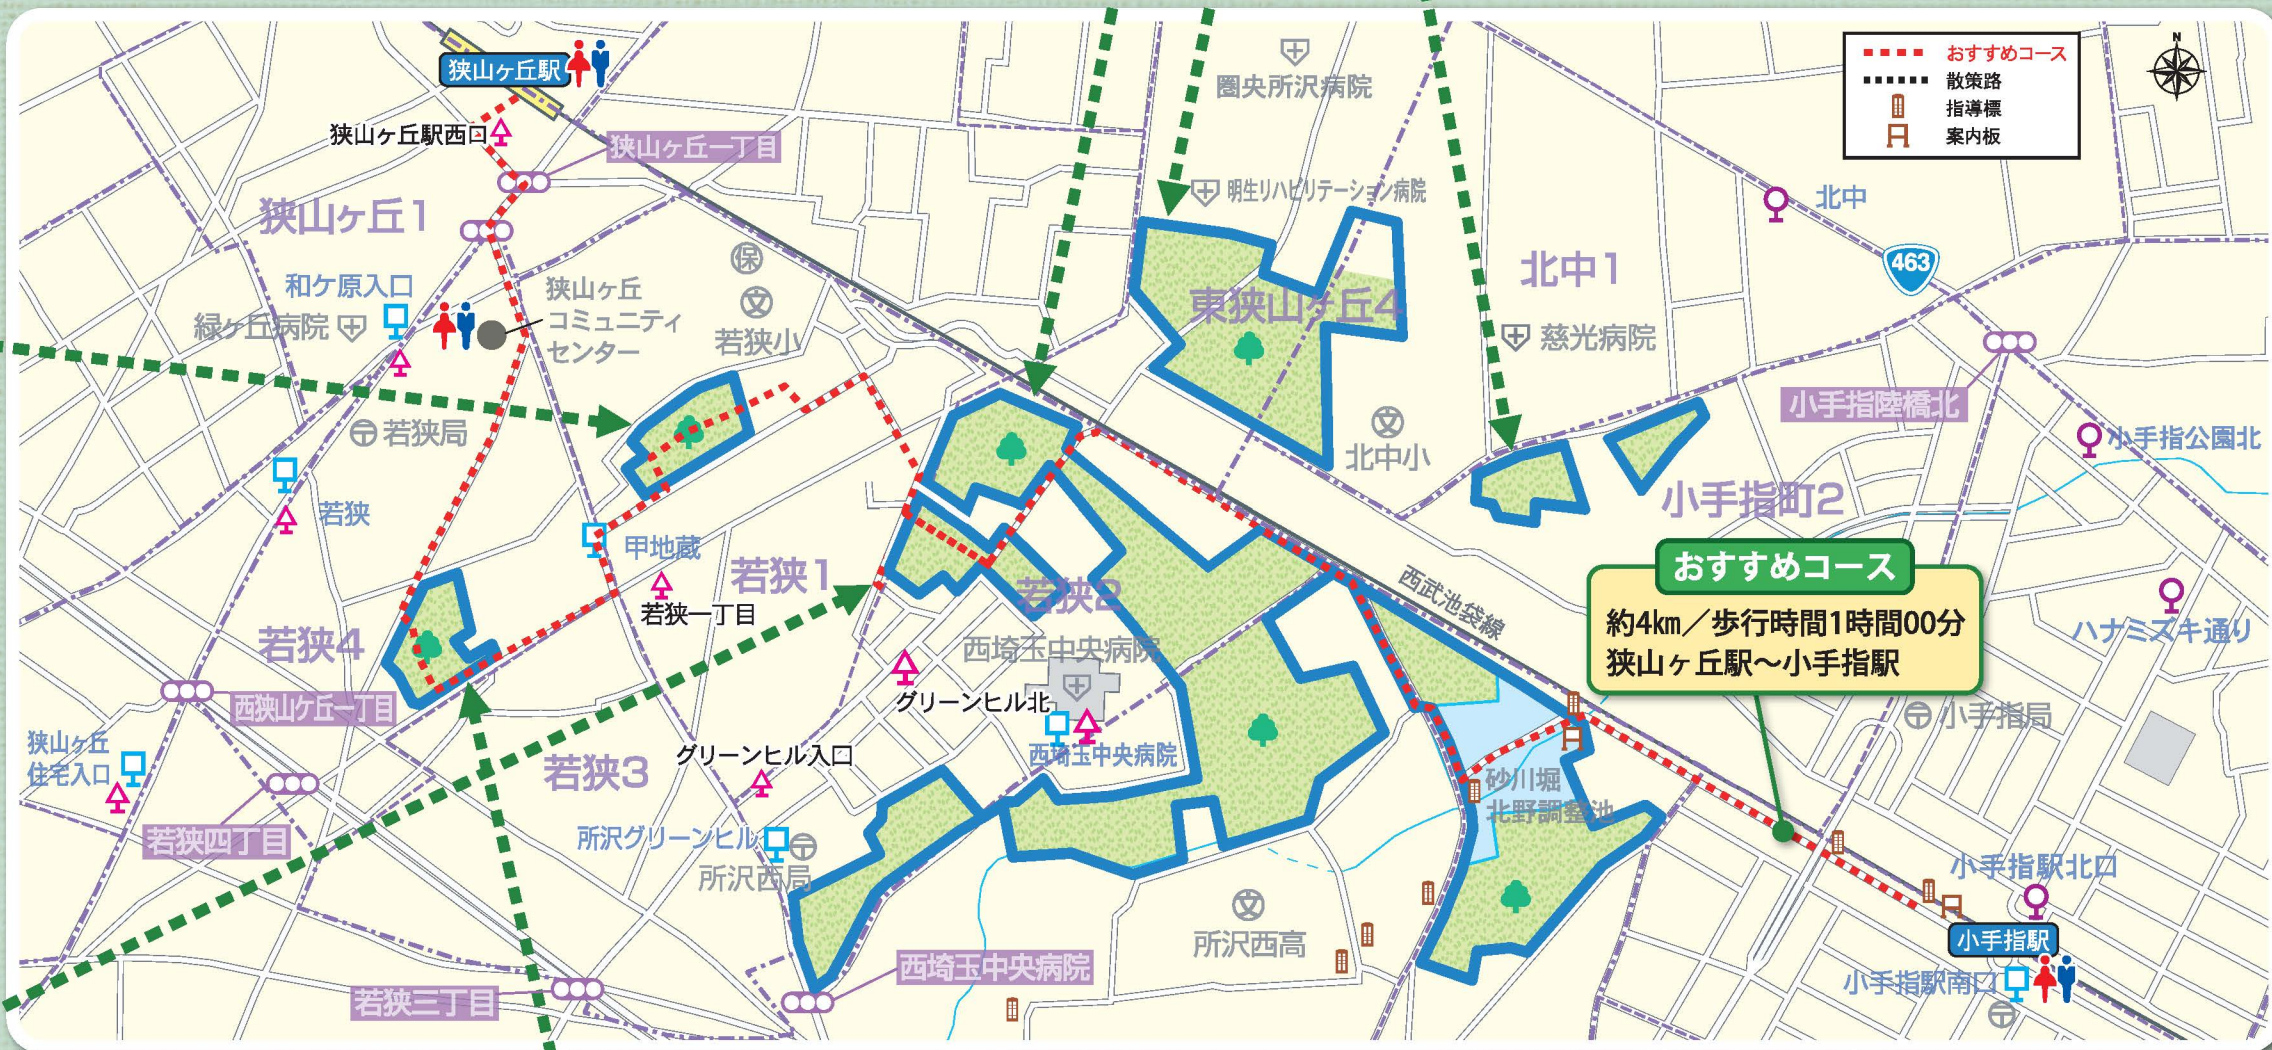 狭山ヶ丘駅
狭山ヶ丘駅西口
狭山ヶ丘一丁目
圏央所沢病院
おすすめコース
散策路
指導標
案内板
N
明生リハビリテーション病院
北中
狭山ヶ丘1
463
東狭山ヶ丘4
北中1
和ケ原入口
緑ヶ丘病院
狭山ヶ丘
コミュニティ
センター
保
文
若狭小
慈光病院
小手指陸橋北
若狭局
文
北中小
小手指公園北
若狭
小手指町2
甲地蔵
若狭1
若狭一丁目
若狭2
西武池袋線
おすすめコース
約4km／歩行時間1時間00分
狭山ヶ丘駅～小手指駅
ハナミズキ通り
若狭4
西埼玉中央病院
西狭山ケ丘一丁目
グリーンヒル北
小手指局
狭山ヶ丘
住宅入口
若狭3
グリーンヒル入口
西埼玉中央病院
砂川堀
北野調整池
若狭四丁目
所沢グリーンヒル
所沢西局
小手指駅北口
文
所沢西高
小手指駅
西埼玉中央病院
小手指駅南口
若狭三丁目